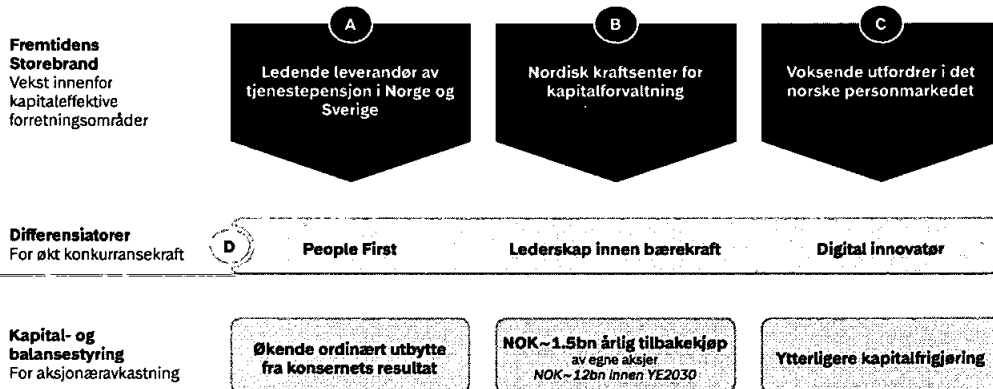 Fremtidens
Storebrand
Vekst innenfor
kapitaleffektive
forretningsområder
A
Ledende leverandør av
tjenestepensjon i Norge og
Sverige
B
Nordisk kraftsenter for
kapitalforvaltning
C
Voksende utfordrer i det
norske personmarkedet
Differensiatorer
For økt konkurransekraft
D
People First
Lederskap innen bærekraft
Digital innovatør
Kapital- og
balansestyring
For aksjonæravkastning
Økende ordinært utbytte
fra konsernets resultat
NOK~1.5bn årlig tilbakekjøp
av egne aksjer
NOK~12bn innen YE2030
Ytterligere kapitalfrigjøring